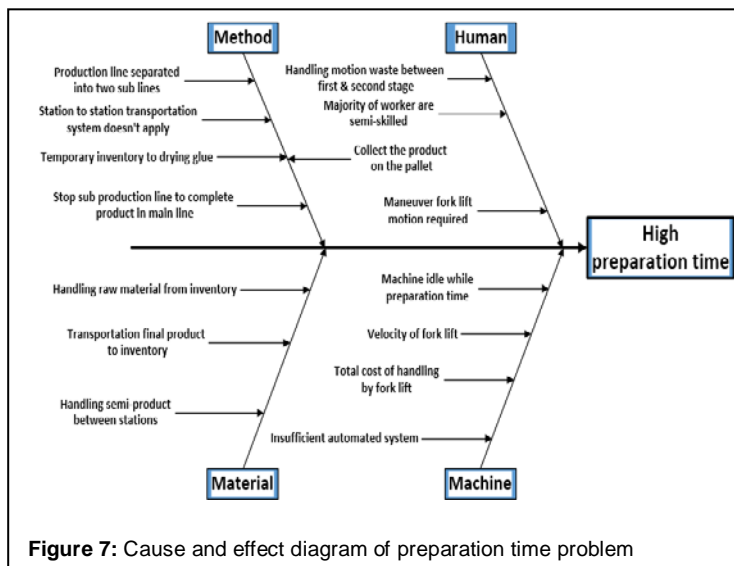 Method
Human
Production line separated
into two sub lines
Station to station transportation
system doesn't apply
Temporary inventory to drying glue
Collect the product
on the pallet
Stop sub production line to complete
product in main line
Handling motion waste between
first & second stage
Majority of worker are
semi-skilled
Maneuver fork lift
motion required
High
preparation time
Handling raw material from inventory
Transportation final product
to inventory
Handling semi-product
between stations
Machine idle while
preparation time
Velocity of fork lift
Total cost of handling
by fork lift
Insufficient automated system
Material
Machine
Figure 7: Cause and effect diagram of preparation time problem